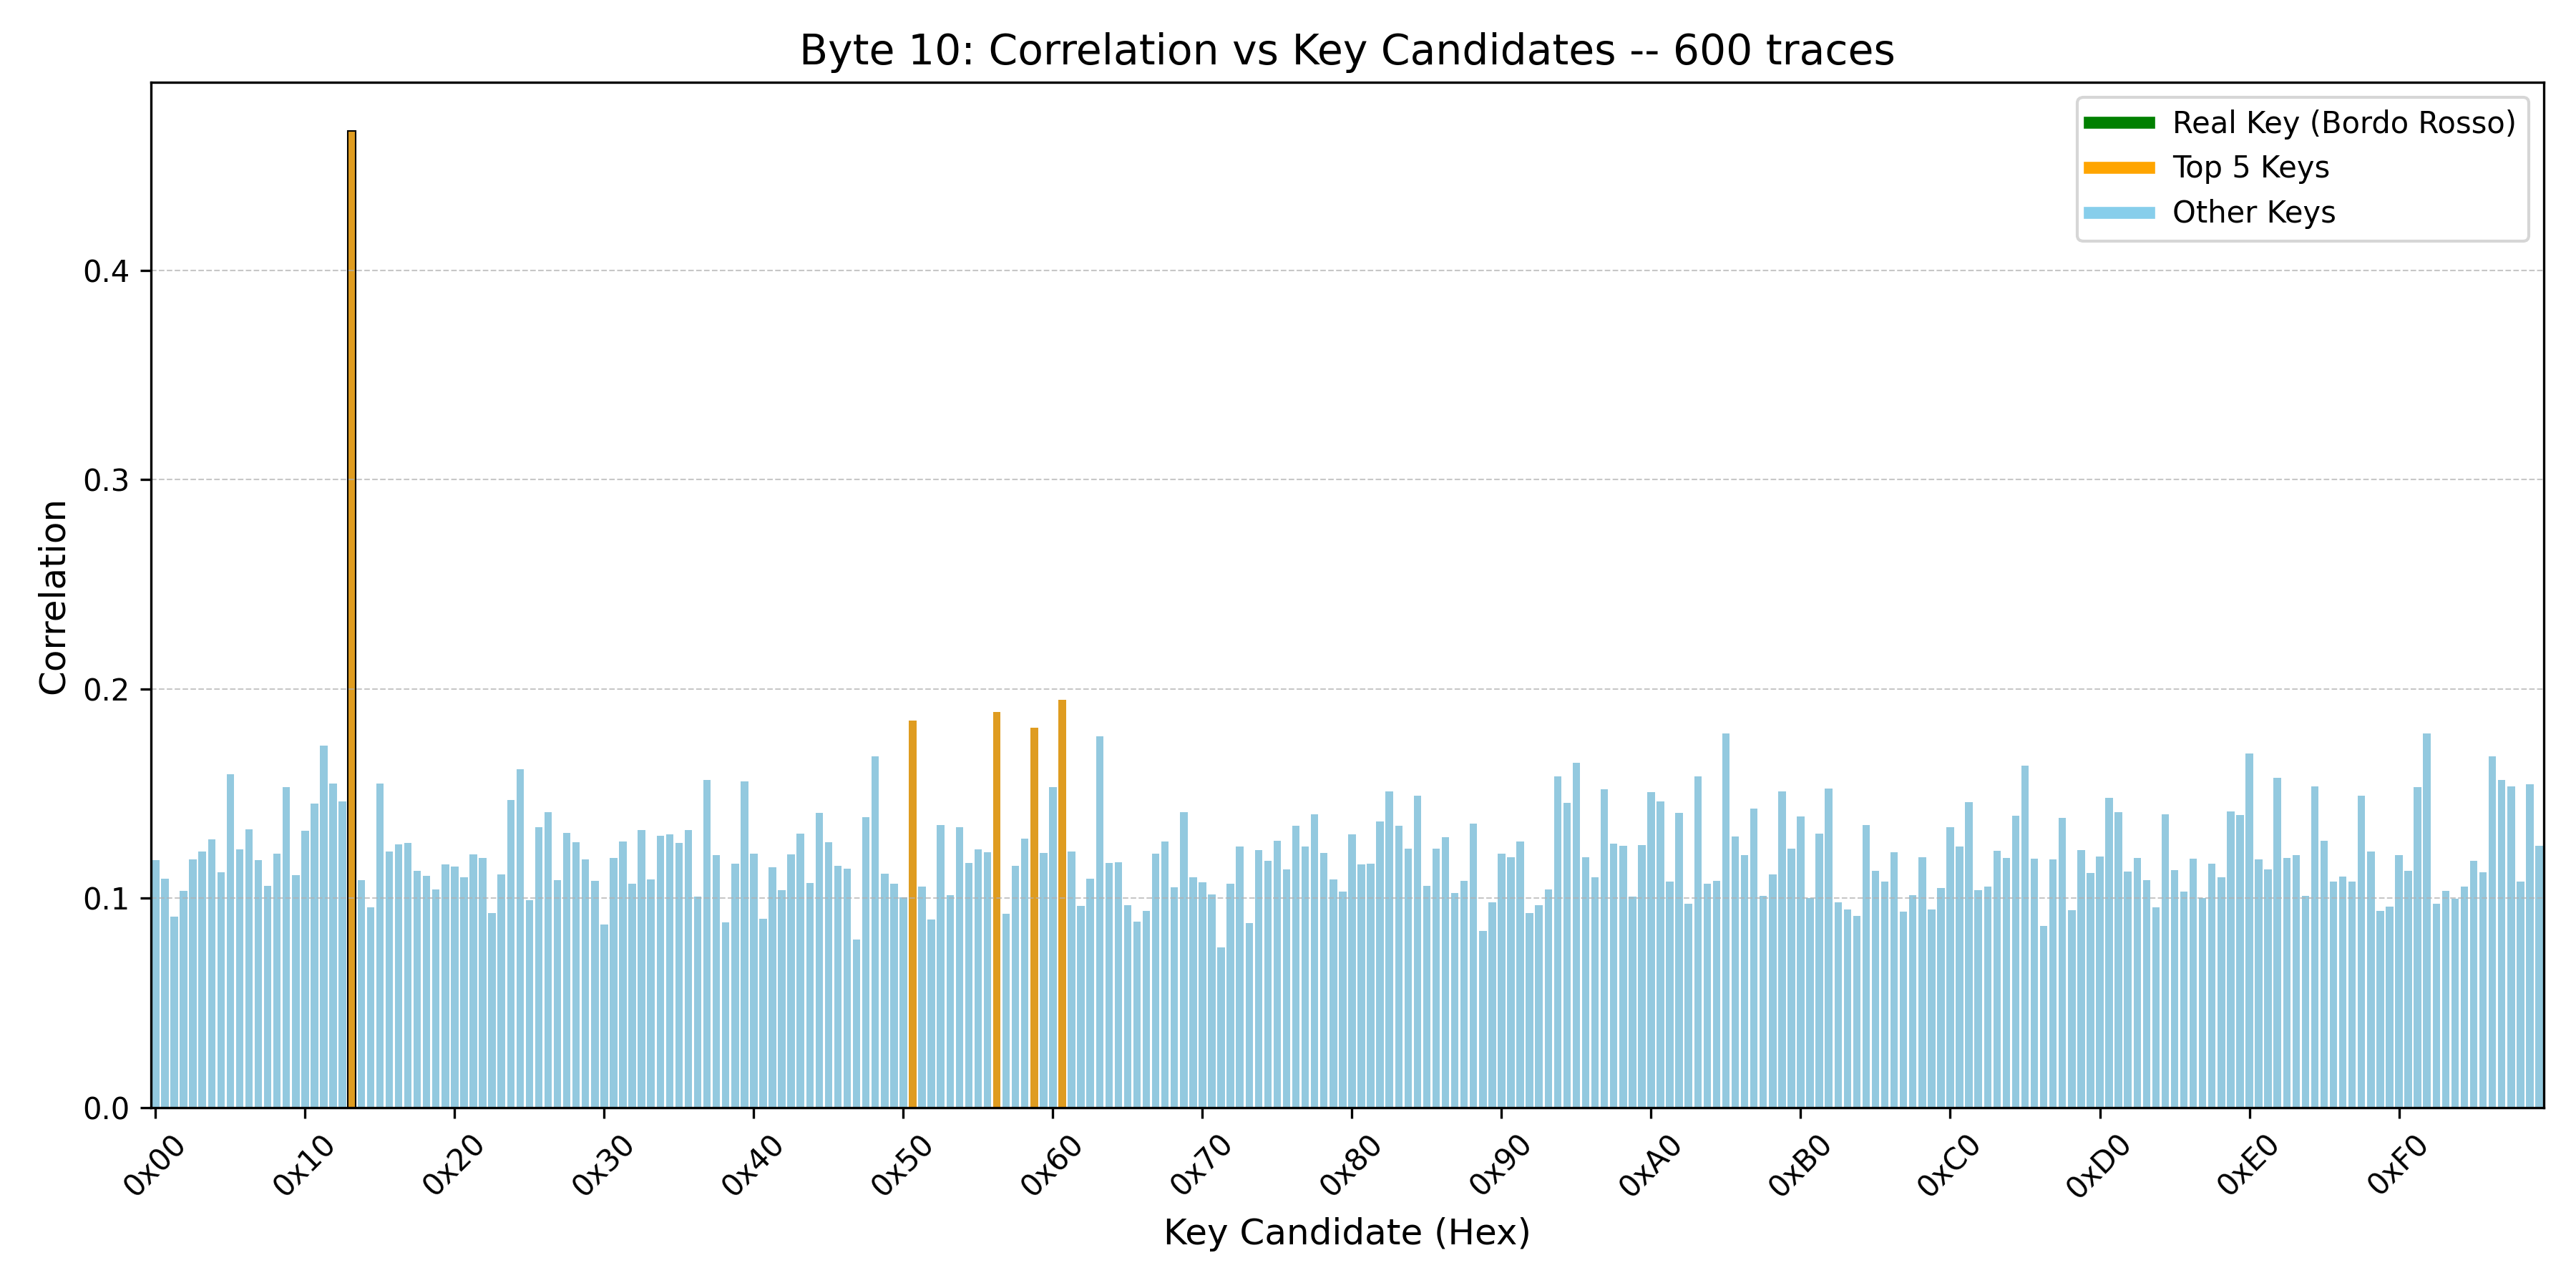 Byte 10: Correlation vs Key Candidates -- 600 traces
Real Key (Bordo Rosso)
Top 5 Keys
Other Keys
Correlation
0.4
0.3
0.2
0.1
0.0
0x00
0x10
0x20
0x30
0x40
0x50
0x60
0x70
0x80
0x90
0xA0
0xB0
0xC0
0xD0
0xE0
0xF0
Key Candidate (Hex)